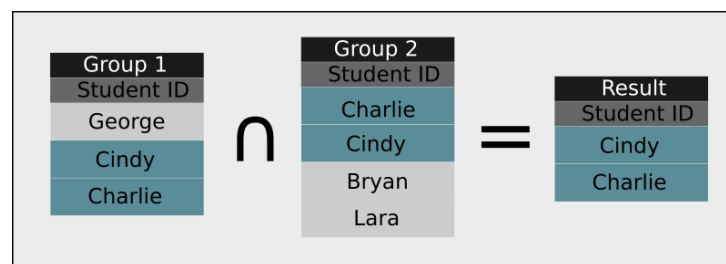 Group 1
Student ID
George
Cindy
Charlie
∩
Group 2
Student ID
Charlie
Cindy
Bryan
Lara
=
Result
Student ID
Cindy
Charlie